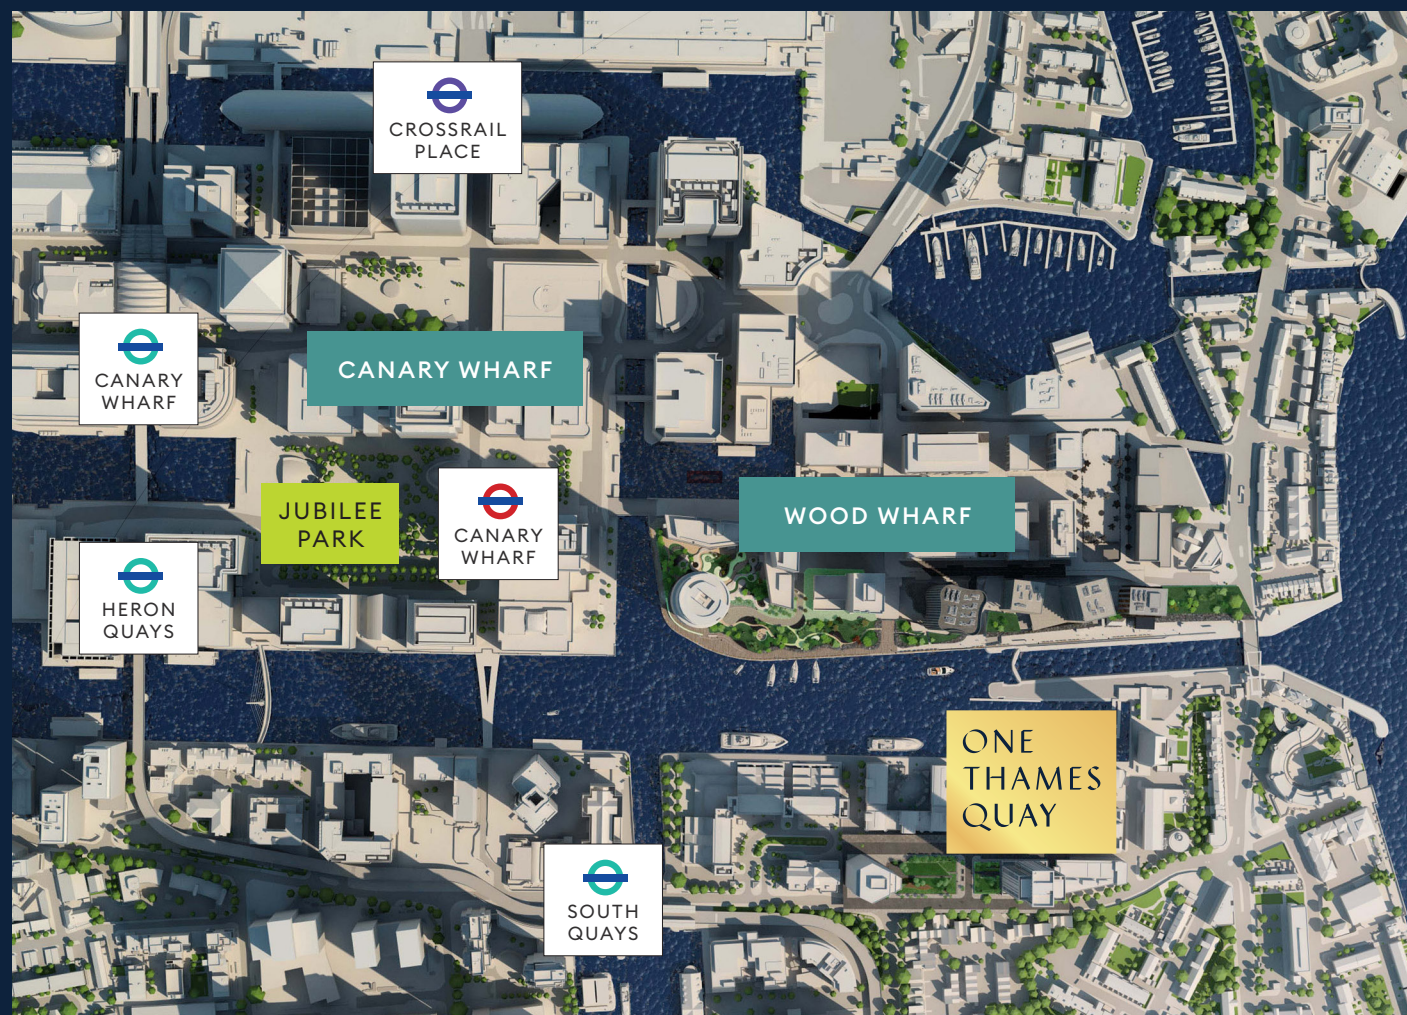 CROSSRAIL
PLACE
CANARY
WHARF
CANARY WHARF
JUBILEE
PARK
CANARY
WHARF
WOOD WHARF
HERON
QUAYS
ONE
THAMES
QUAY
SOUTH
QUAYS